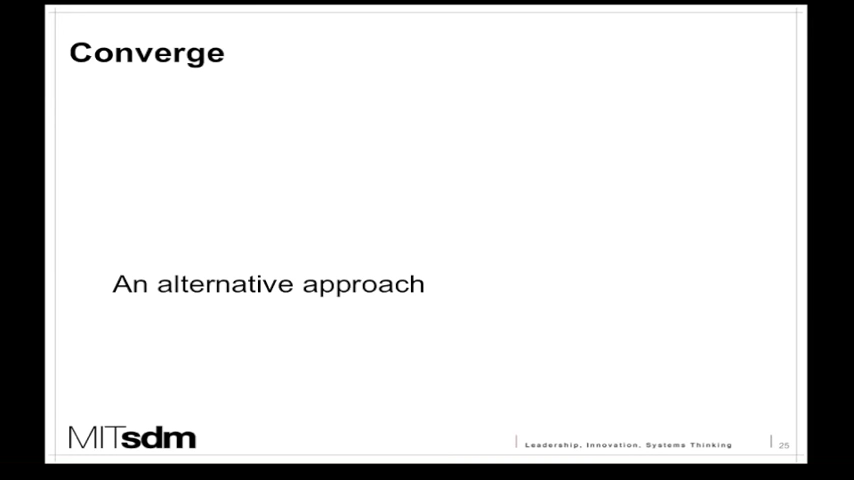 Converge
An alternative approach
MITsdm
Leadership, Innovation, Systems Thinking
25